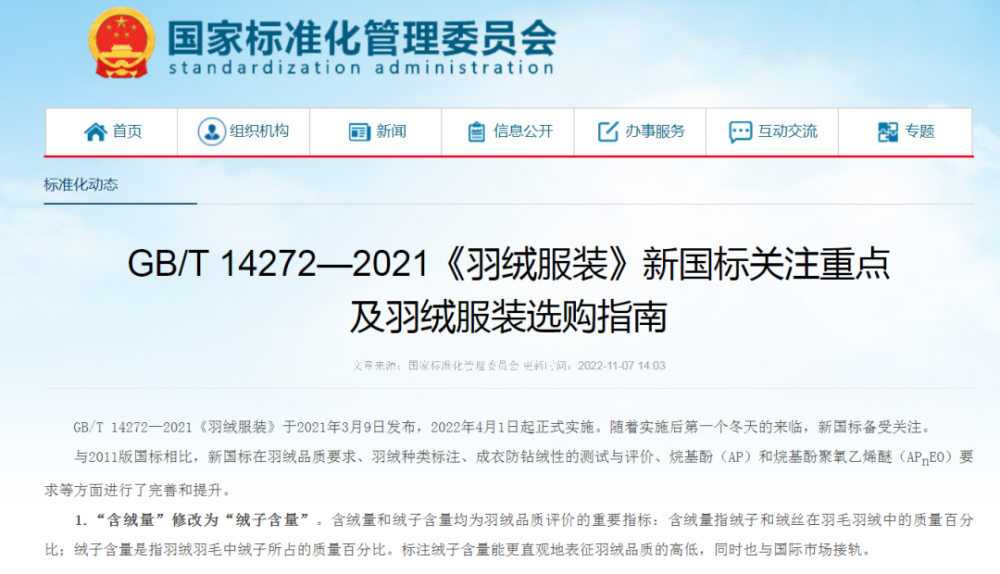 国家标准化管理委员会
standardization administration
首页 组织机构 新闻 信息公开 办事服务 互动交流 专题
标准化动态
GB/T 14272—2021《羽绒服装》新国标关注重点
及羽绒服装选购指南
文章来源：国家标准化管理委员会 更新时间：2022-11-07 14:03
GB/T 14272—2021《羽绒服装》于2021年3月9日发布，2022年4月1日起正式实施。随着实施后第一个冬天的来临，新国标备受关注。
与2011版国标相比，新国标在羽绒品质要求、羽绒种类标注、成衣防钻绒性的测试与评价、烷基酚（AP）和烷基酚聚氧乙烯醚（APnEO）要
求等方面进行了完善和提升。
1.“含绒量”修改为“绒子含量”。含绒量和绒子含量均为羽绒品质评价的重要指标：含绒量指绒子和绒丝在羽毛羽绒中的质量百分
比；绒子含量是指羽绒羽毛中绒子所占的质量百分比。标注绒子含量能更直观地表征羽绒品质的高低，同时也与国际市场接轨。